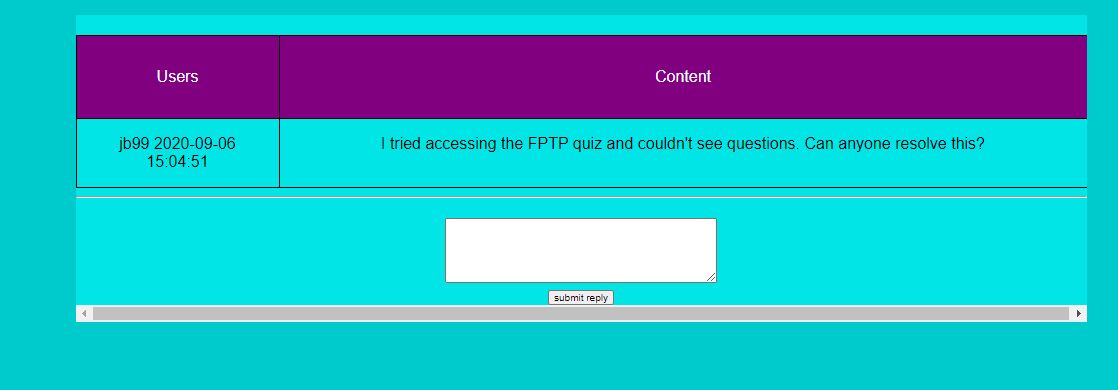 Users
Content
jb99 2020-09-06
15:04:51
I tried accessing the FPTP quiz and couldn't see questions. Can anyone resolve this?
submit reply